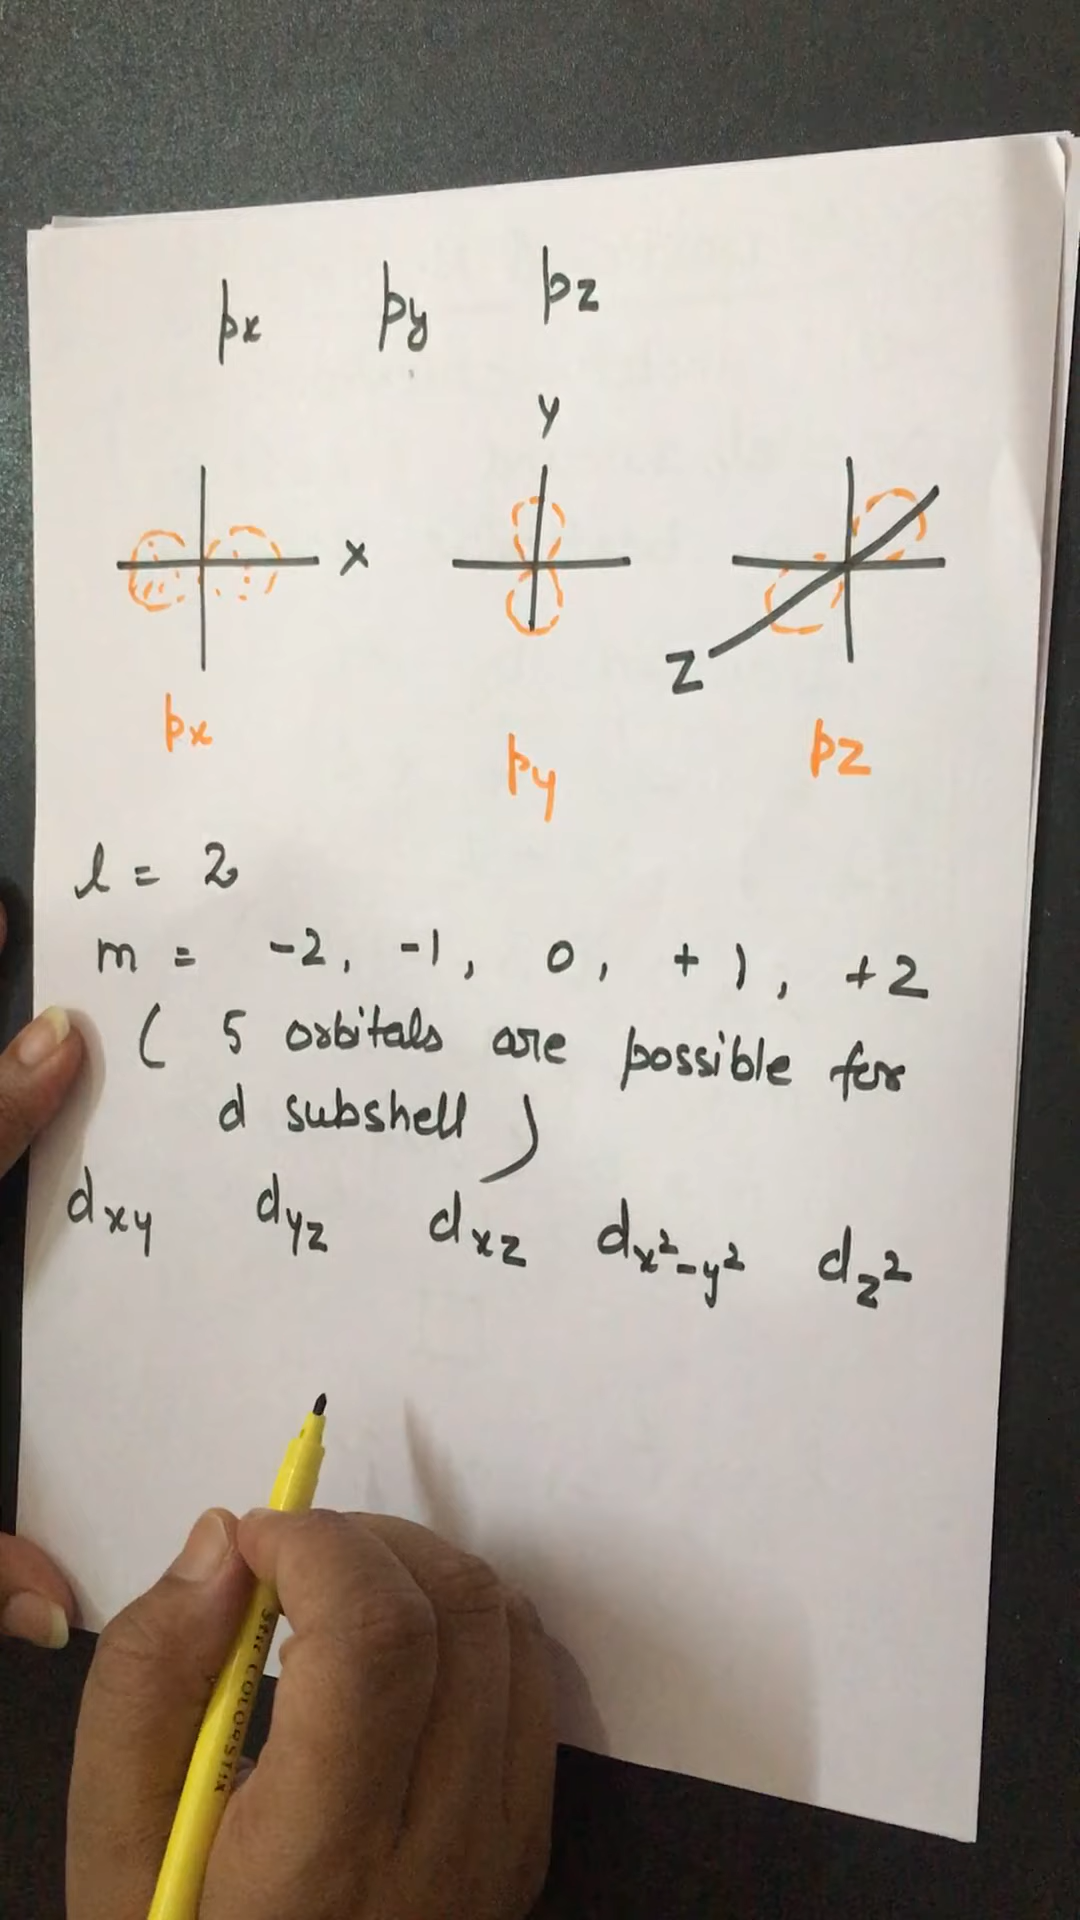 px py pz
y
x
z
px py pz
l = 2
m = -2, -1, 0, +1, +2
( 5 orbitals are possible for
d subshell )
dxy dyz dxz dx²-y² dz²
SKETCOLORSTIX